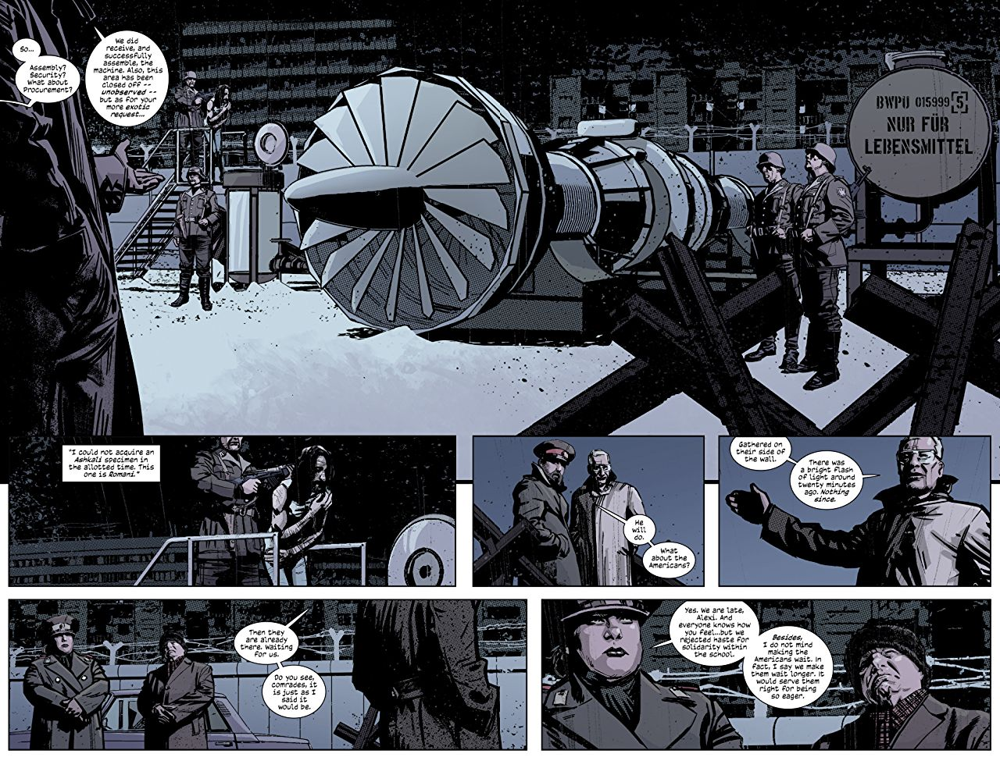 So...
Assembly?
Security?
What about
Procurement?
We did
receive, and
successfully
assemble, the
machine. Also, this
area has been
closed off --
unobserved --
but as for your
more exotic
request...
BWPU 015999 5
NUR FÜR
LEBENSMITTEL
"I could not acquire an
Ashkali specimen in
the allotted time. This
one is Romani."
He
will
do.
What
about the
Americans?
Gathered on
their side of
the wall.
There was
a bright flash
of light around
twenty minutes
ago. Nothing
since.
Then they
are already
there. Waiting
for us.
Do you see,
comrades, it
is just as I
said it
would be.
Yes. We are late,
Alexi. And
everyone knows how
you feel...but we
rejected haste for
solidarity within
the school.
Besides,
I do not mind
making the
Americans wait. In
fact, I say we make
them wait longer. It
would serve them
right for being
so eager.